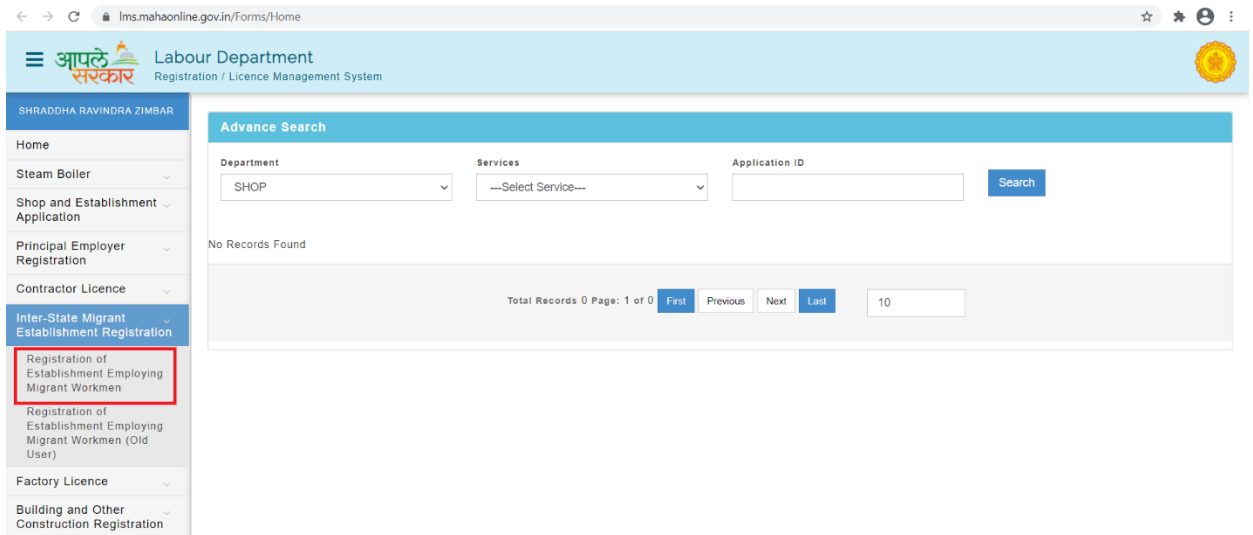 lms.mahaonline.gov.in/Forms/Home
आपले
सरकार
Labour Department
Registration / Licence Management System
SHRADDHA RAVINDRA ZIMBAR
Home
Steam Boiler
Shop and Establishment
Application
Principal Employer
Registration
Contractor Licence
Inter-State Migrant
Establishment Registration
Registration of
Establishment Employing
Migrant Workmen
Registration of
Establishment Employing
Migrant Workmen (Old
User)
Factory Licence
Building and Other
Construction Registration
Advance Search
Department
Services
Application ID
SHOP
---Select Service---
Search
No Records Found
Total Records 0 Page: 1 of 0 First Previous Next Last 10